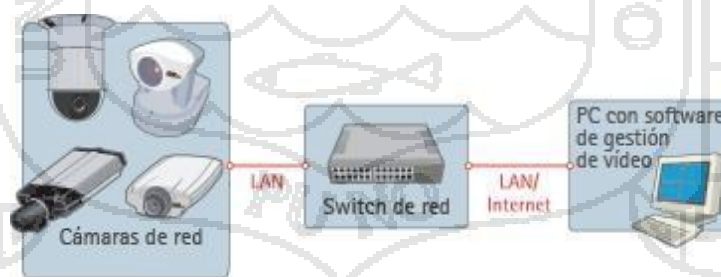 Cámaras de red
LAN
Switch de red
LAN/
Internet
PC con software
de gestión
de vídeo